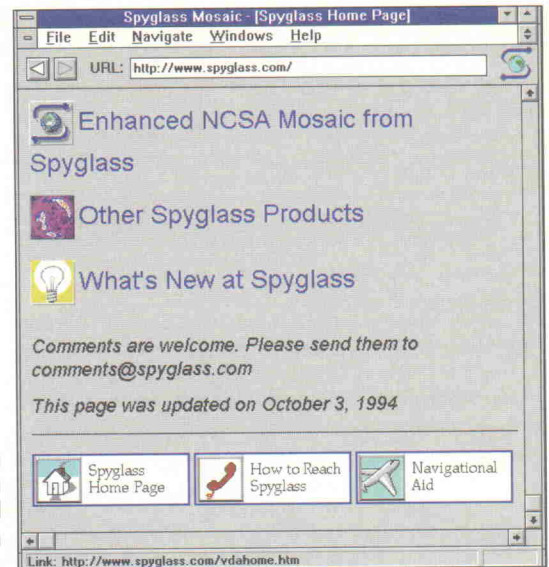 Spyglass Mosaic - [Spyglass Home Page]
File Edit Navigate Windows Help
URL: http://www.spyglass.com/
Enhanced NCSA Mosaic from
Spyglass
Other Spyglass Products
What's New at Spyglass
Comments are welcome. Please send them to
comments@spyglass.com
This page was updated on October 3, 1994
Spyglass
Home Page
How to Reach
Spyglass
Navigational
Aid
Link: http://www.spyglass.com/vdahome.htm